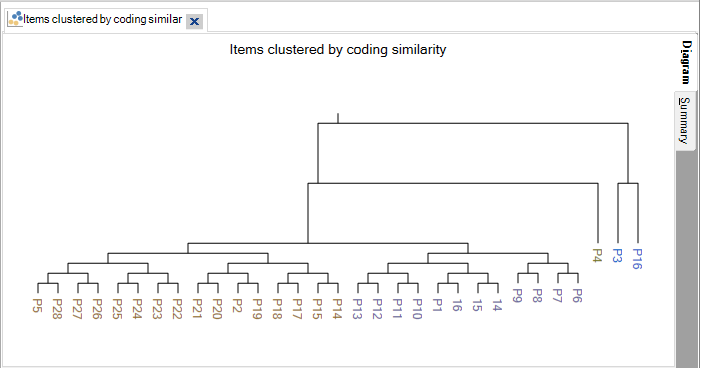 Items clustered by coding similar
Items clustered by coding similarity
Diagram
Summary
P4
P3
P16
P5
P28
P27
P26
P25
P24
P23
P22
P21
P20
P2
P19
P18
P17
P15
P14
P13
P12
P11
P10
P1
16
15
14
P9
P8
P7
P6